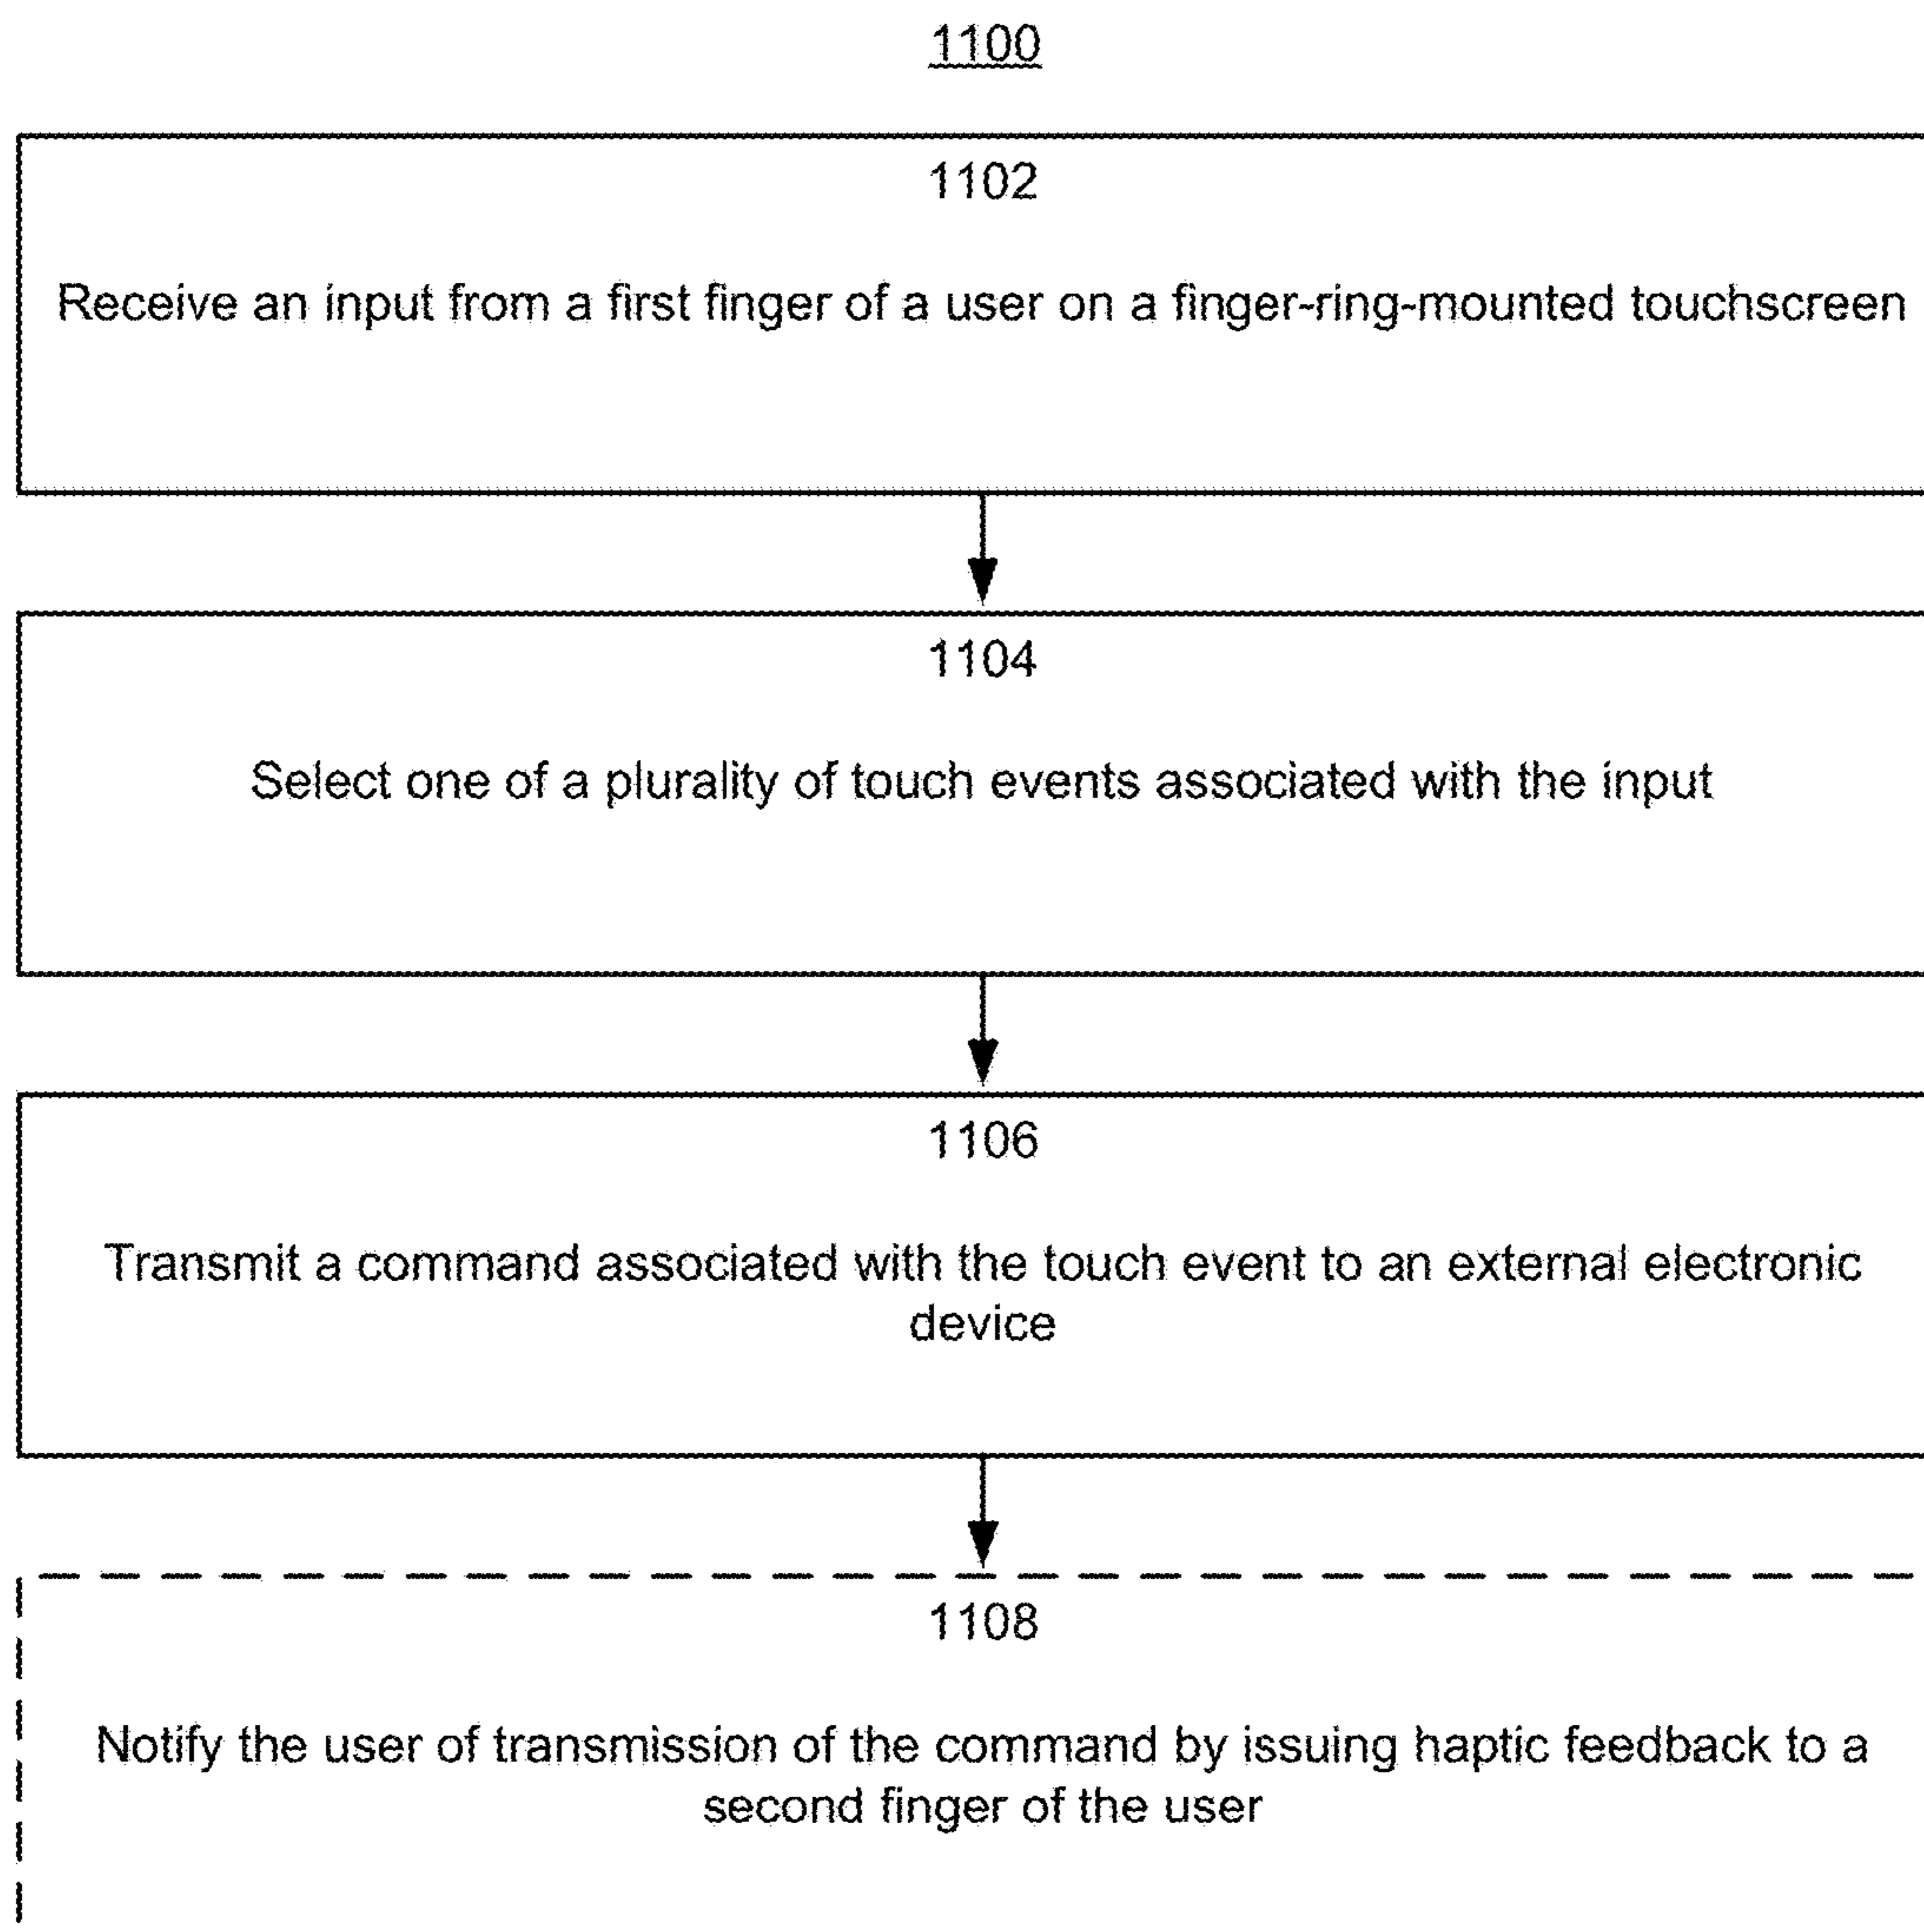 1100
1102
Receive an input from a first finger of a user on a finger-ring-mounted touchscreen
1104
Select one of a plurality of touch events associated with the input
1106
Transmit a command associated with the touch event to an external electronic
device
1108
Notify the user of transmission of the command by issuing haptic feedback to a
second finger of the user